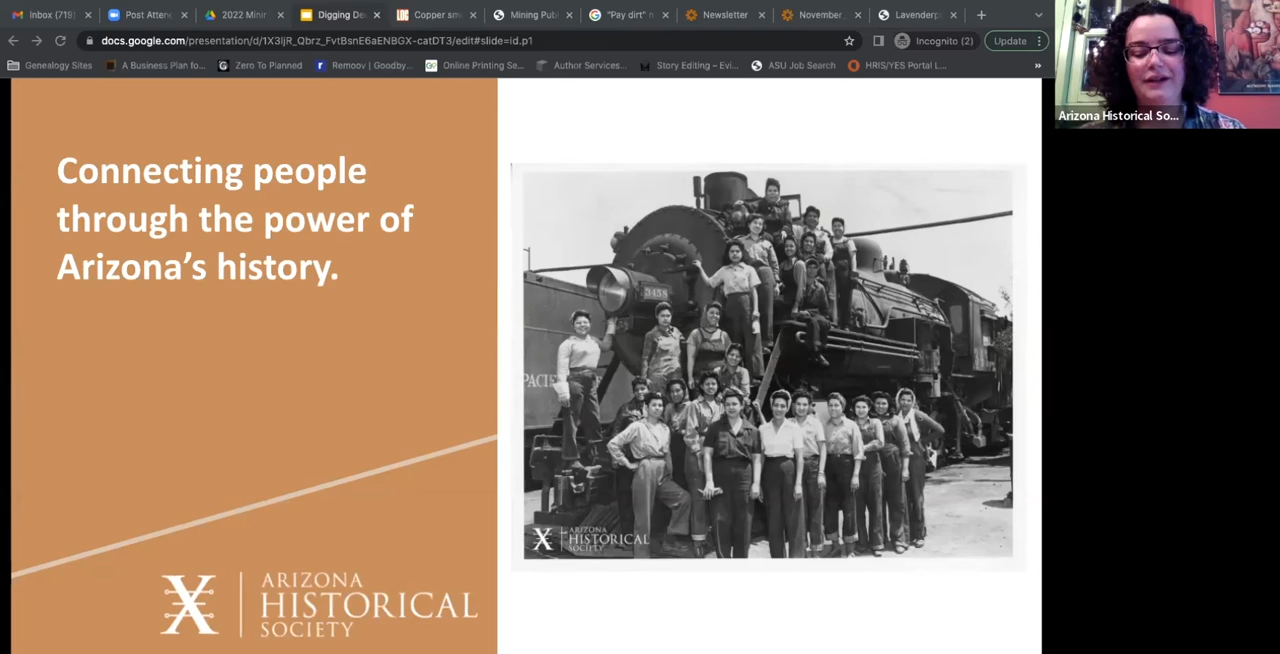 Inbox (719)
Post Atten
2022 Minir
Digging De
Copper sm
Mining Pub
"Pay dirt" n
Newsletter
November
Lavenderp
docs.google.com/presentation/d/1X3ljR_Qbrz_FvtBsnE6aENBGX-catDT3/edit#slide=id.p1
Incognito (2)
Update
Genealogy Sites
A Business Plan fo...
Zero To Planned
Remoov | Goodby...
Online Printing Se...
Author Services...
Story Editing – Evi...
ASU Job Search
HRIS/YES Portal L...
»
Arizona Historical So...
Connecting people
through the power of
Arizona's history.
3458
PACIF
ARIZONA
HISTORICAL
SOCIETY
ARIZONA
HISTORICAL
SOCIETY